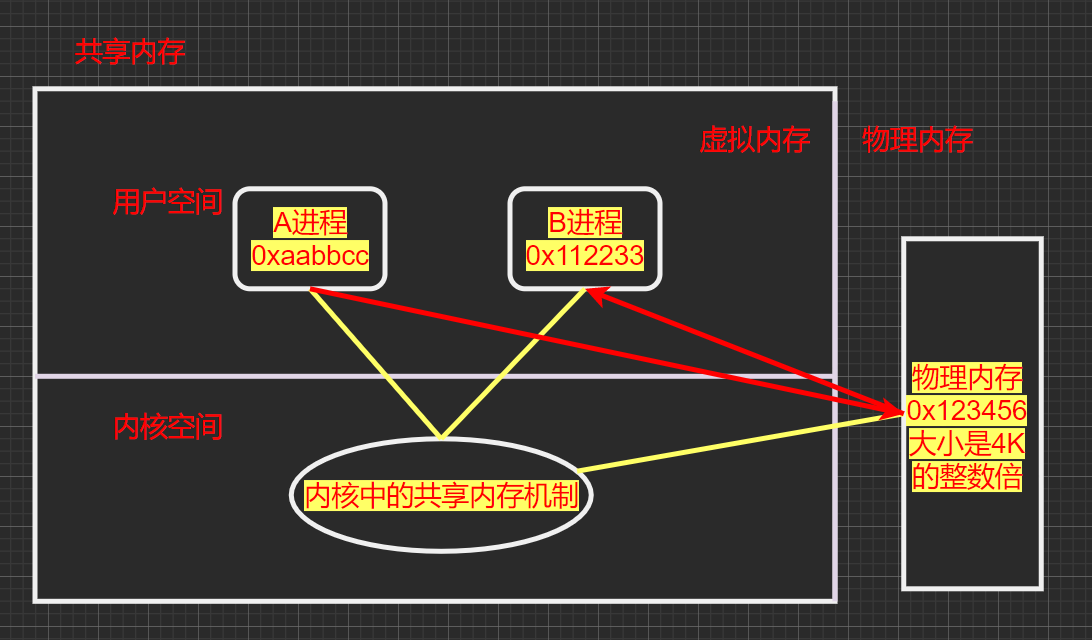 共享内存
虚拟内存
物理内存
用户空间
A进程
0xaabbcc
B进程
0x112233
内核空间
内核中的共享内存机制
物理内存
0x123456
大小是4K
的整数倍